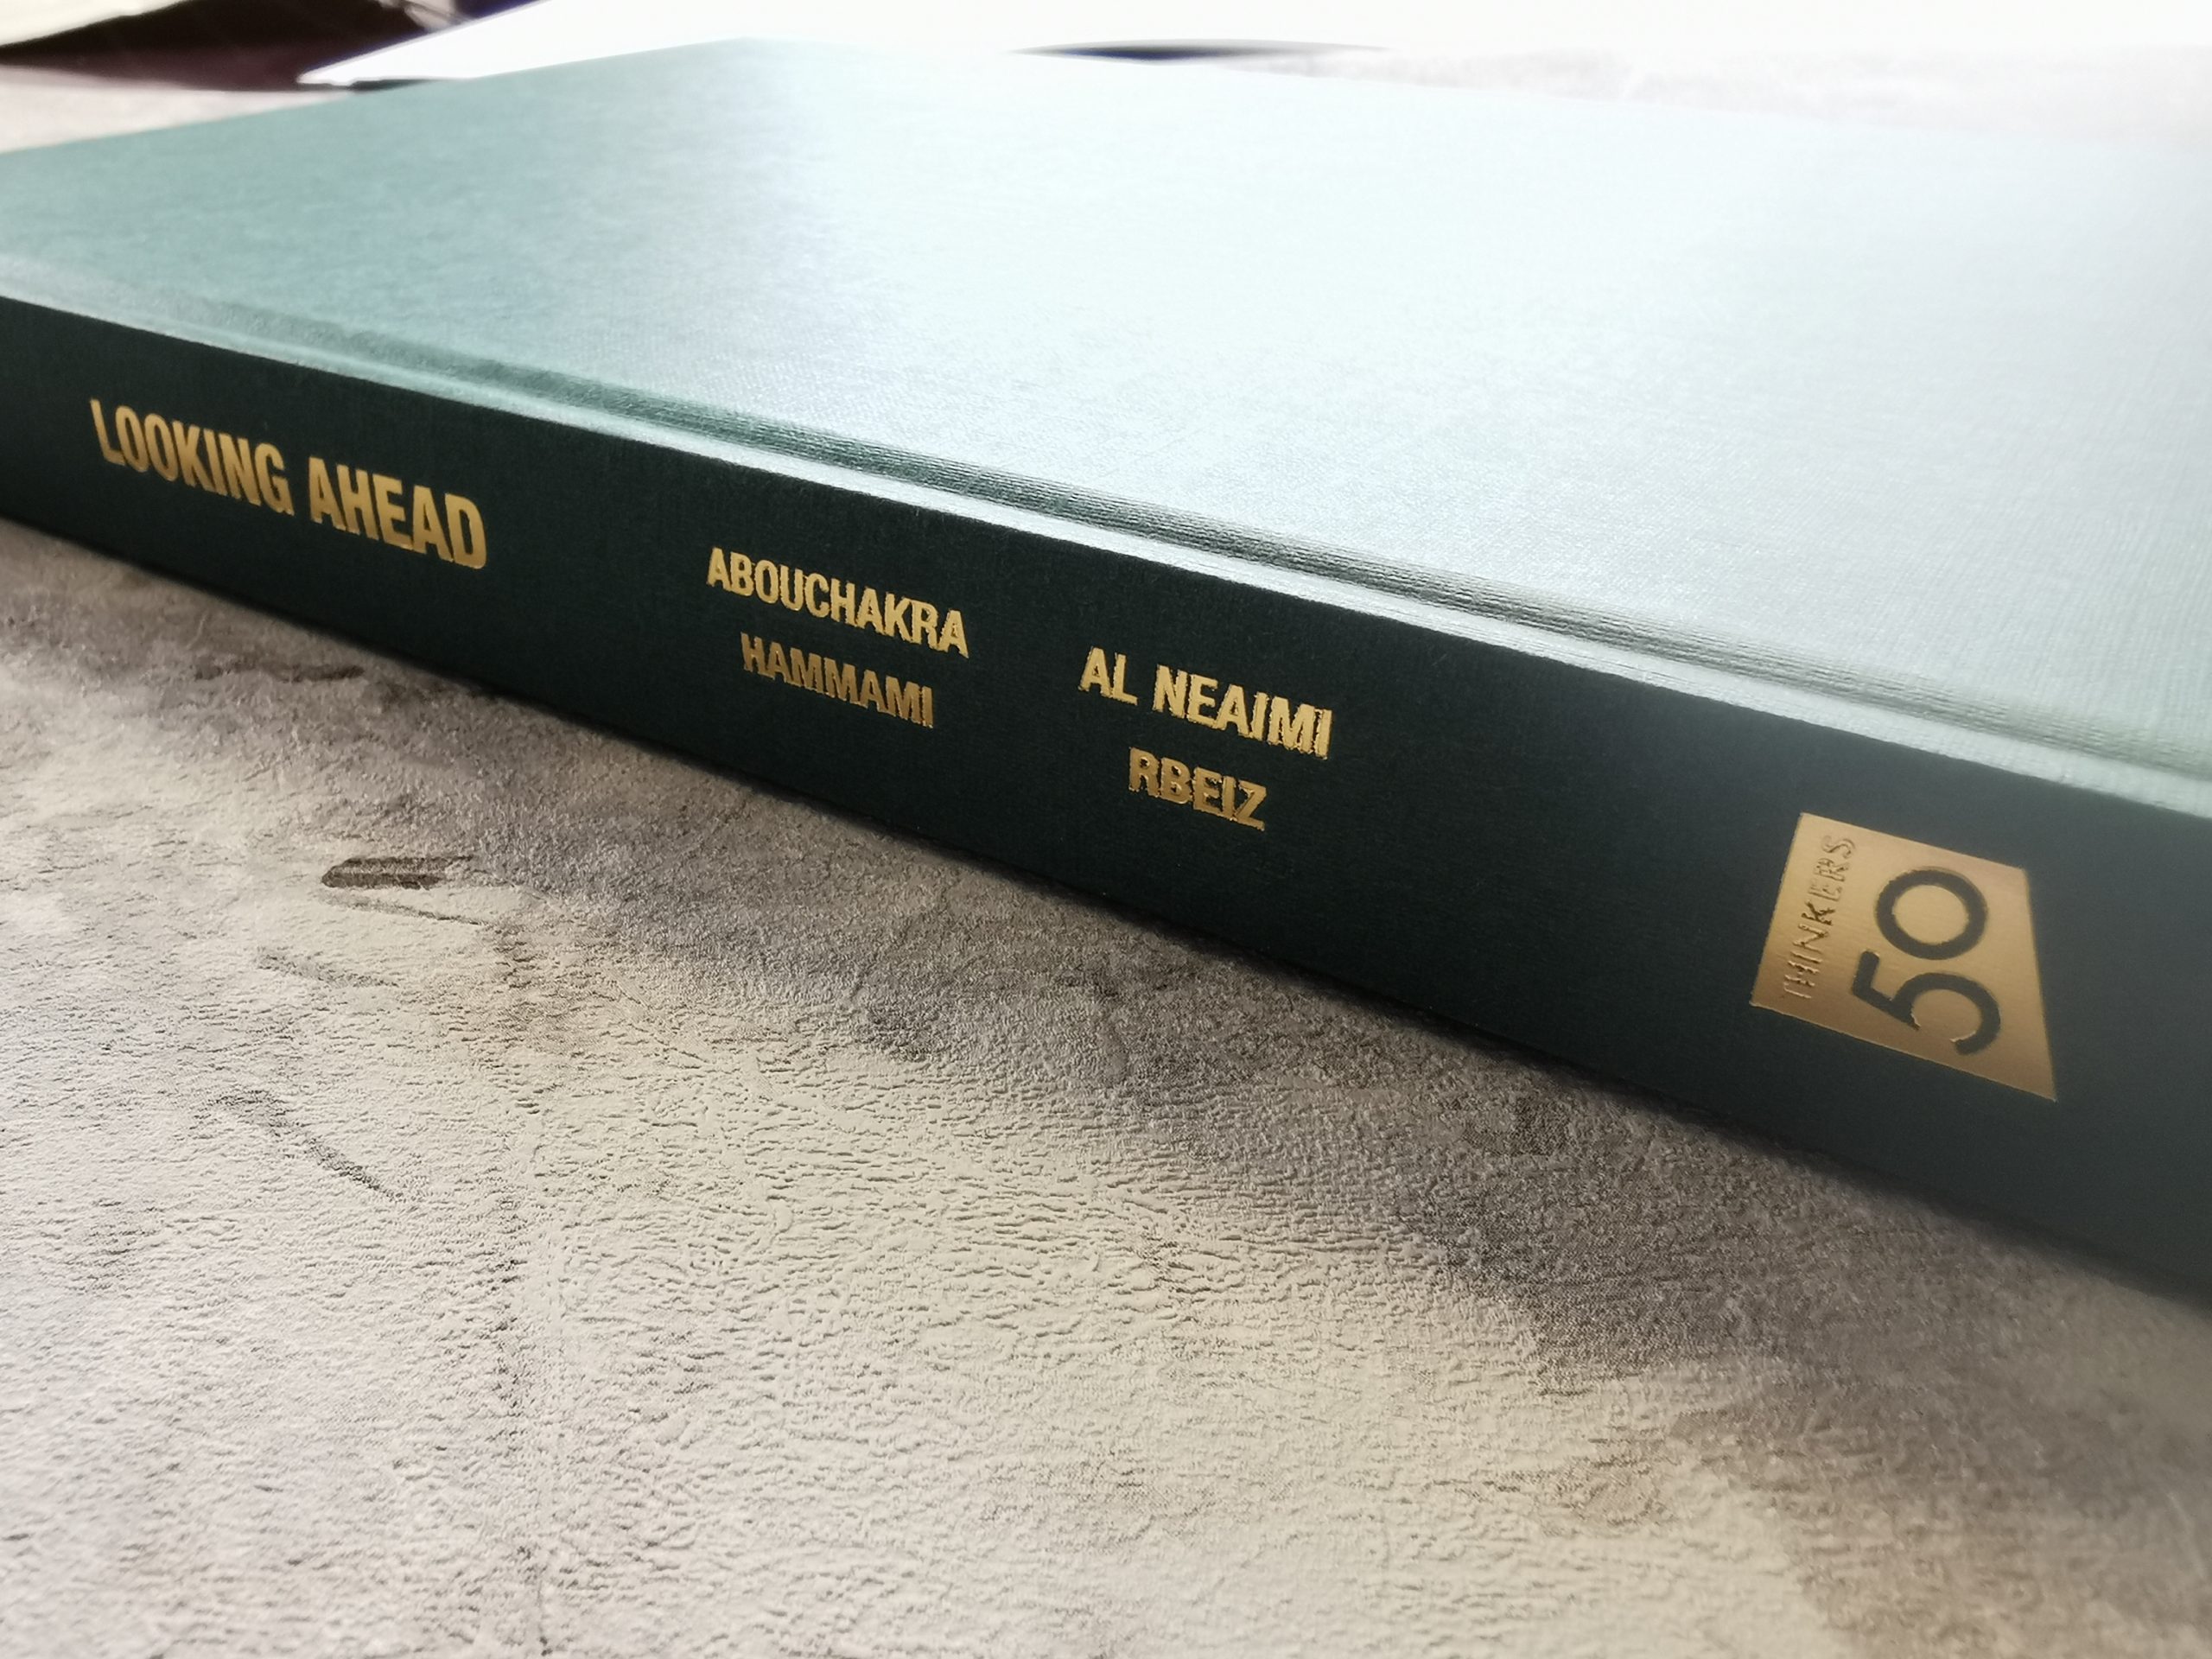 LOOKING AHEAD
ABOUCHAKRA
HAMMAMI
AL NEAIMI
RBEIZ
THINKERS
50